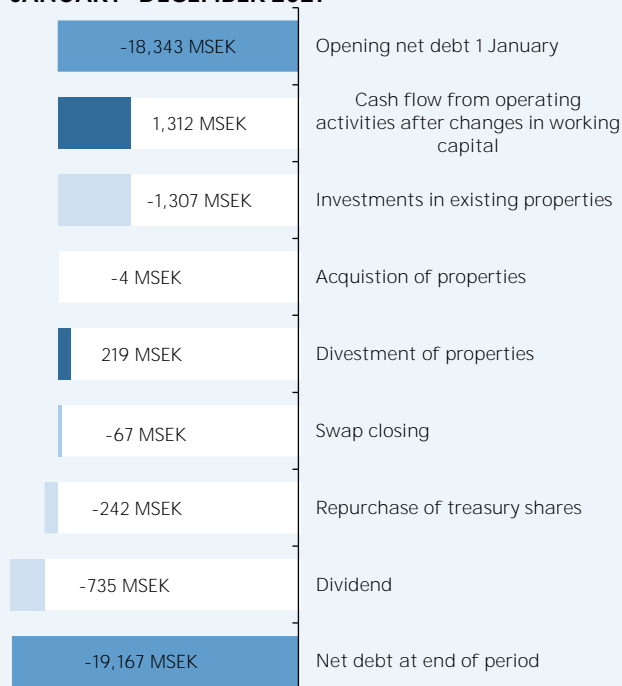 -18,343 MSEK Opening net debt 1 January
Cash flow from operating
1,312 MSEK activities after changes in working
capital
-1,307 MSEK Investments in existing properties
-4 MSEK Acquistion of properties
219 MSEK Divestment of properties
-67 MSEK Swap closing
-242 MSEK Repurchase of treasury shares
-735 MSEK Dividend
-19,167 MSEK Net debt at end of period